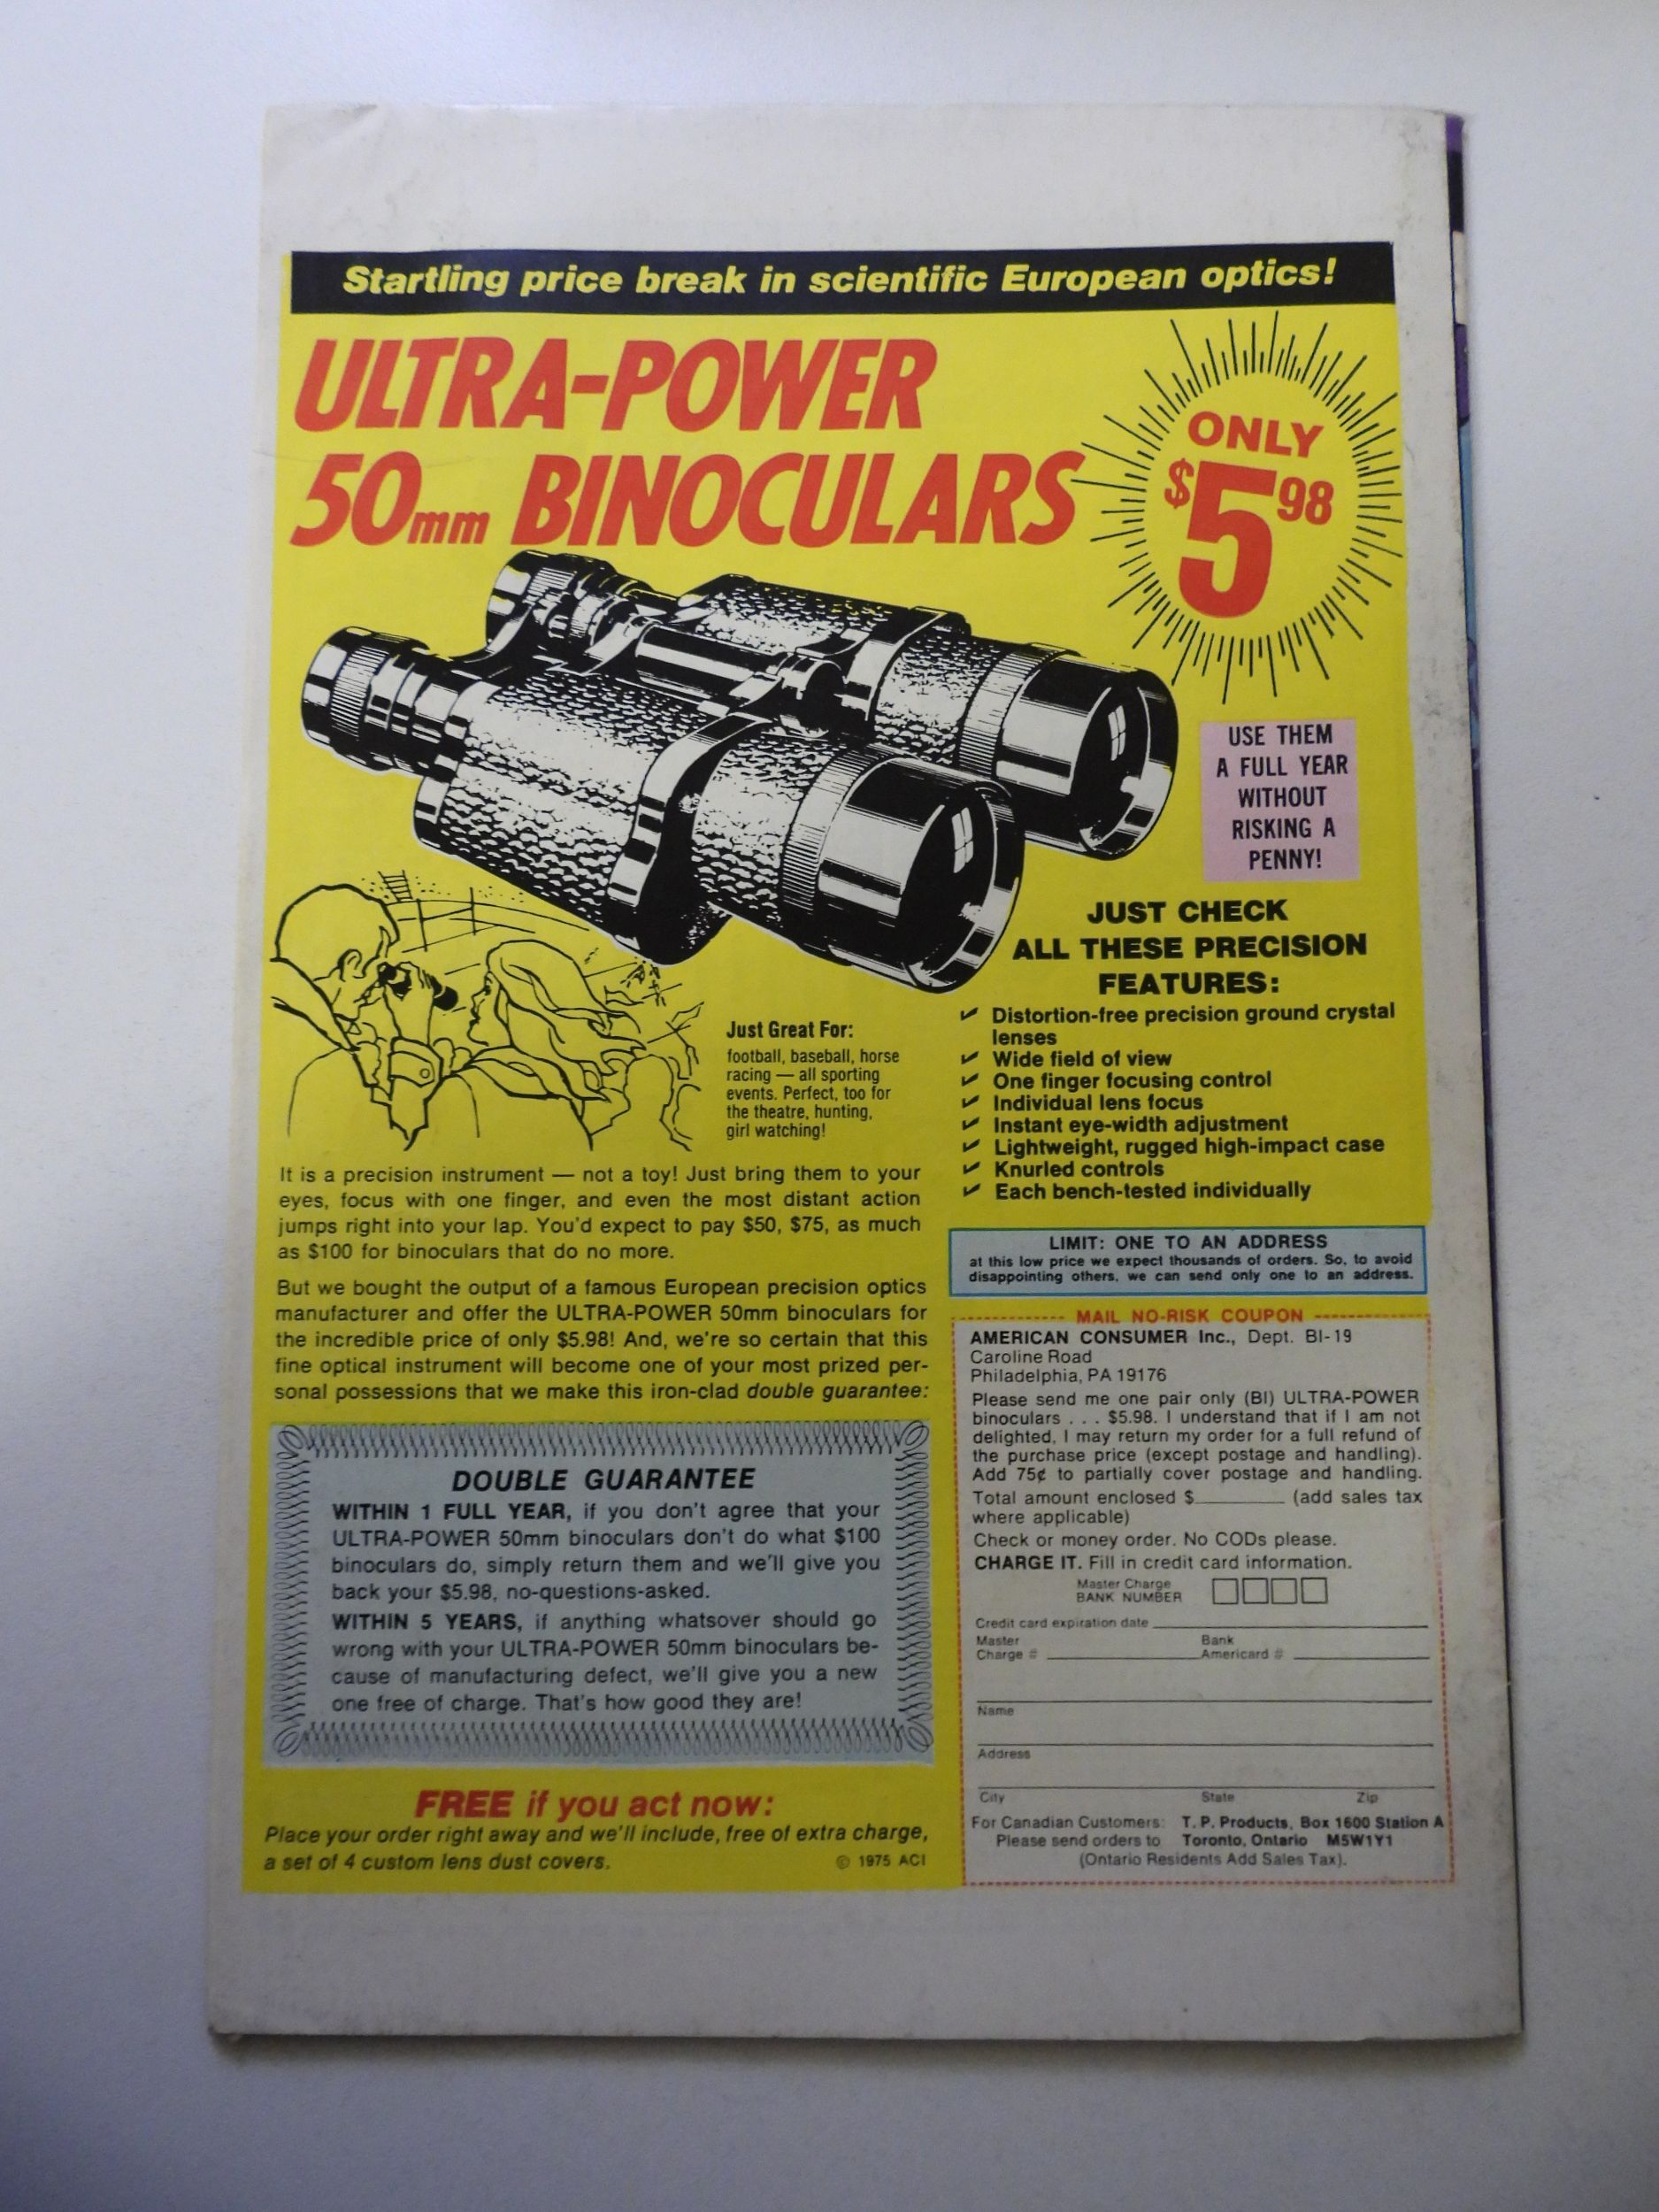 Startling price break in scientific European optics!
ULTRA-POWER
50mm BINOCULARS
ONLY
$5 98
USE THEM
A FULL YEAR
WITHOUT
RISKING A
PENNY!
JUST CHECK
ALL THESE PRECISION
FEATURES:
✓ Distortion-free precision ground crystal
lenses
✓ Wide field of view
✓ One finger focusing control
✓ Individual lens focus
✓ Instant eye-width adjustment
✓ Lightweight, rugged high-impact case
✓ Knurled controls
✓ Each bench-tested individually
Just Great For:
football, baseball, horse
racing — all sporting
events. Perfect, too for
the theatre, hunting,
girl watching!
It is a precision instrument — not a toy! Just bring them to your
eyes, focus with one finger, and even the most distant action
jumps right into your lap. You'd expect to pay $50, $75, as much
as $100 for binoculars that do no more.
But we bought the output of a famous European precision optics
manufacturer and offer the ULTRA-POWER 50mm binoculars for
the incredible price of only $5.98! And, we're so certain that this
fine optical instrument will become one of your most prized per-
sonal possessions that we make this iron-clad double guarantee:
DOUBLE GUARANTEE
WITHIN 1 FULL YEAR, if you don't agree that your
ULTRA-POWER 50mm binoculars don't do what $100
binoculars do, simply return them and we'll give you
back your $5.98, no-questions-asked.
WITHIN 5 YEARS, if anything whatsover should go
wrong with your ULTRA-POWER 50mm binoculars be-
cause of manufacturing defect, we'll give you a new
one free of charge. That's how good they are!
FREE if you act now:
Place your order right away and we'll include, free of extra charge,
a set of 4 custom lens dust covers.
© 1975 ACI
LIMIT: ONE TO AN ADDRESS
at this low price we expect thousands of orders. So, to avoid
disappointing others, we can send only one to an address.
MAIL NO-RISK COUPON
AMERICAN CONSUMER Inc., Dept. BI-19
Caroline Road
Philadelphia, PA 19176
Please send me one pair only (BI) ULTRA-POWER
binoculars . . . $5.98. I understand that if I am not
delighted, I may return my order for a full refund of
the purchase price (except postage and handling).
Add 75¢ to partially cover postage and handling.
Total amount enclosed $ (add sales tax
where applicable)
Check or money order. No CODs please.
CHARGE IT. Fill in credit card information.
Master Charge
BANK NUMBER
Credit card expiration date
Master Bank
Charge # Americard #
Name
Address
City State Zip
For Canadian Customers: T. P. Products, Box 1600 Station A
Please send orders to Toronto, Ontario M5W1Y1
(Ontario Residents Add Sales Tax).